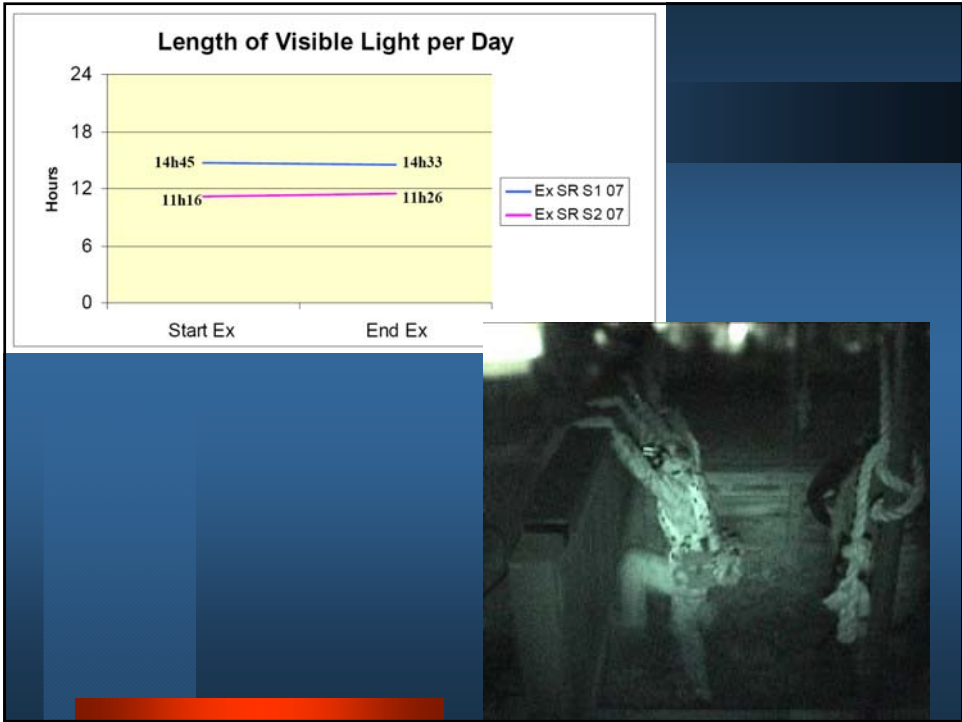 Length of Visible Light per Day
24
18
12
6
0
Hours
14h45
14h33
11h16
11h26
Start Ex
End Ex
Ex SR S1 07
Ex SR S2 07